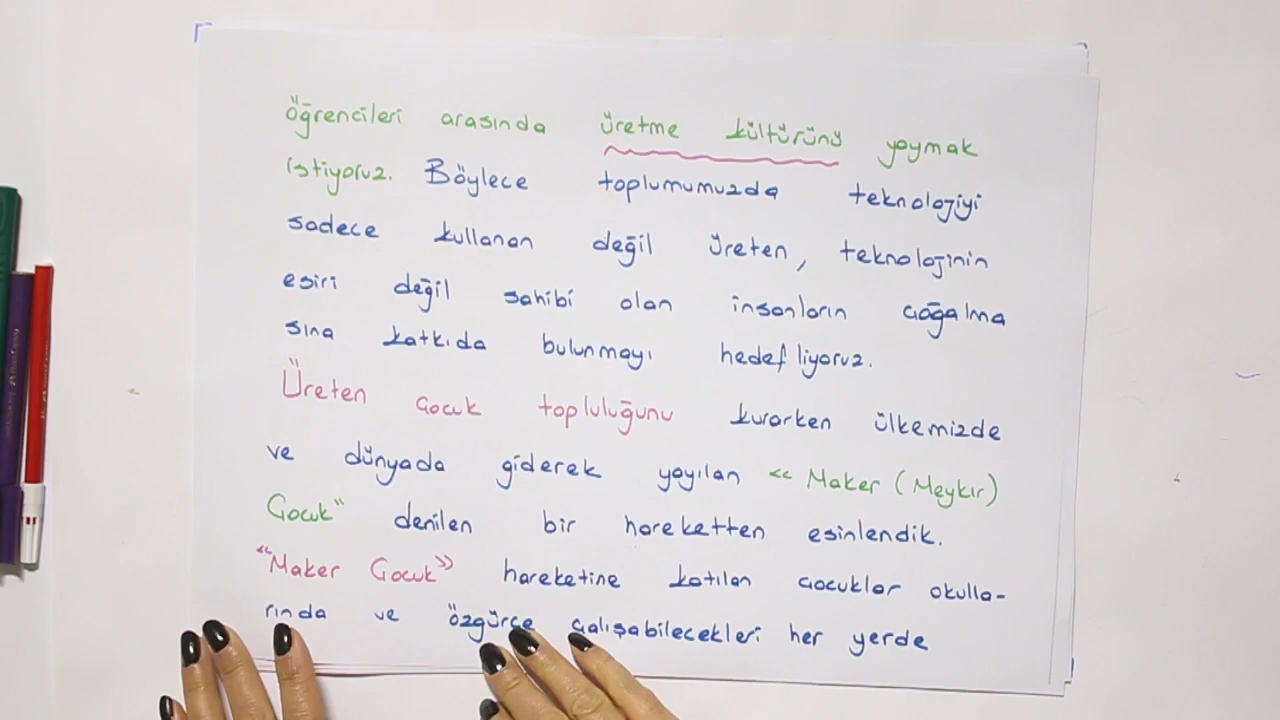 öğrencileri arasında üretme kültürünü yaymak
istiyoruz. Böylece toplumumuzda teknolojiyi
sadece kullanan değil üreten, teknolojinin
esiri değil sahibi olan insanların çoğalma
sına katkıda bulunmayı hedefliyoruz.
"Üreten çocuk topluluğunu kurarken ülkemizde
ve dünyada giderek yayılan «Maker (Meykır)
Çocuk" denilen bir hareketten esinlendik.
"Maker Çocuk» hareketine katılan çocuklar okulla-
rında ve özgürce çalışabilecekleri her yerde